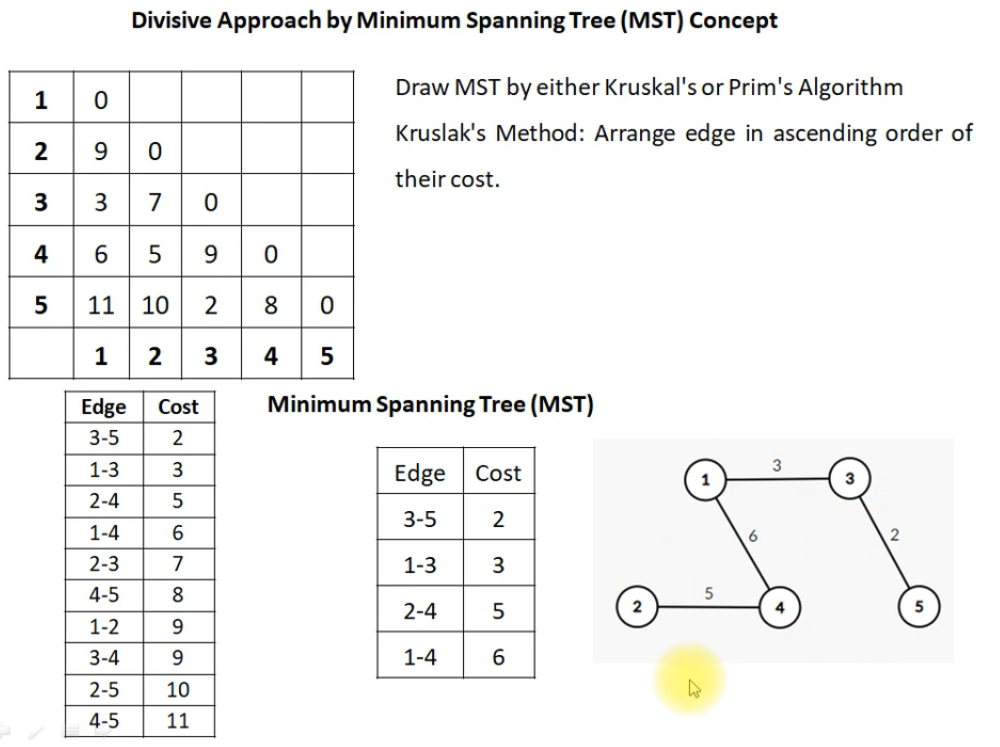 Divisive Approach by Minimum Spanning Tree (MST) Concept
1 0
2 9 0
3 3 7 0
4 6 5 9 0
5 11 10 2 8 0
1 2 3 4 5
Draw MST by either Kruskal's or Prim's Algorithm
Kruslak's Method: Arrange edge in ascending order of
their cost.
Edge Cost
3-5 2
1-3 3
2-4 5
1-4 6
2-3 7
4-5 8
1-2 9
3-4 9
2-5 10
4-5 11
Minimum Spanning Tree (MST)
Edge Cost
3-5 2
1-3 3
2-4 5
1-4 6
3
1 3
6 2
5
2 4 5